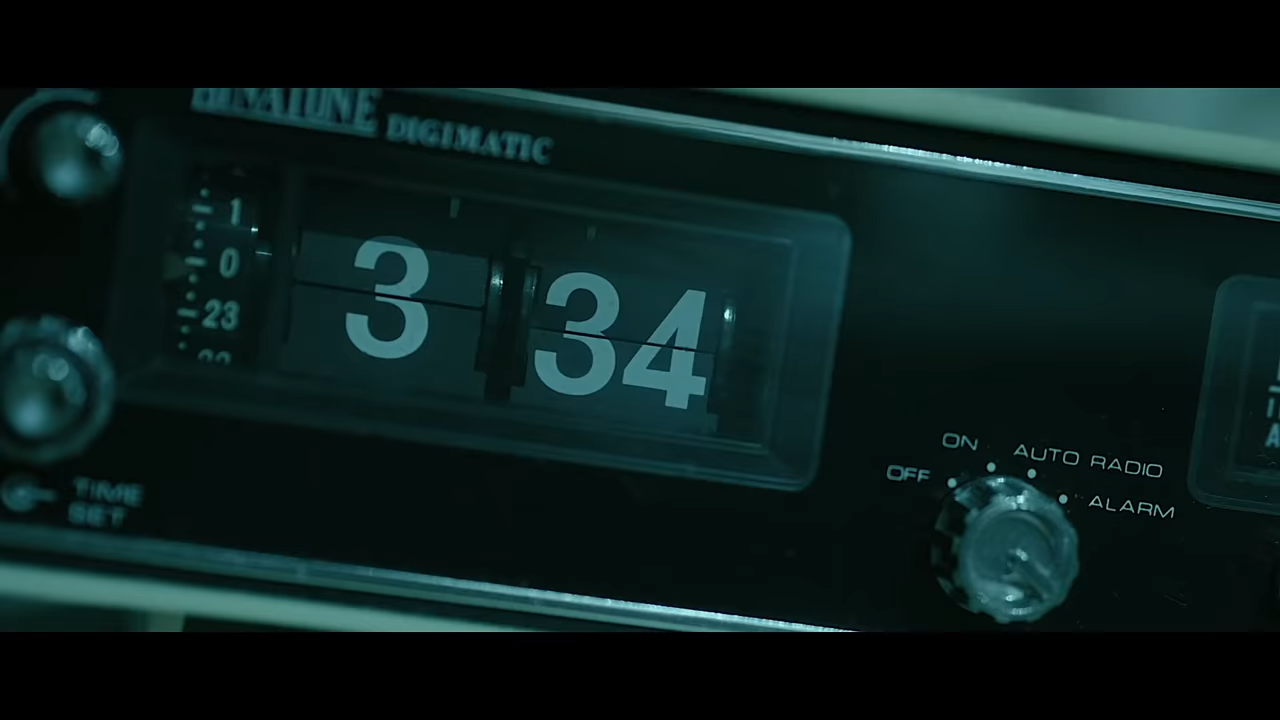 DIGIMATIC
1
0
23
3 34
TIME
SET
ON
AUTO RADIO
OFF
ALARM